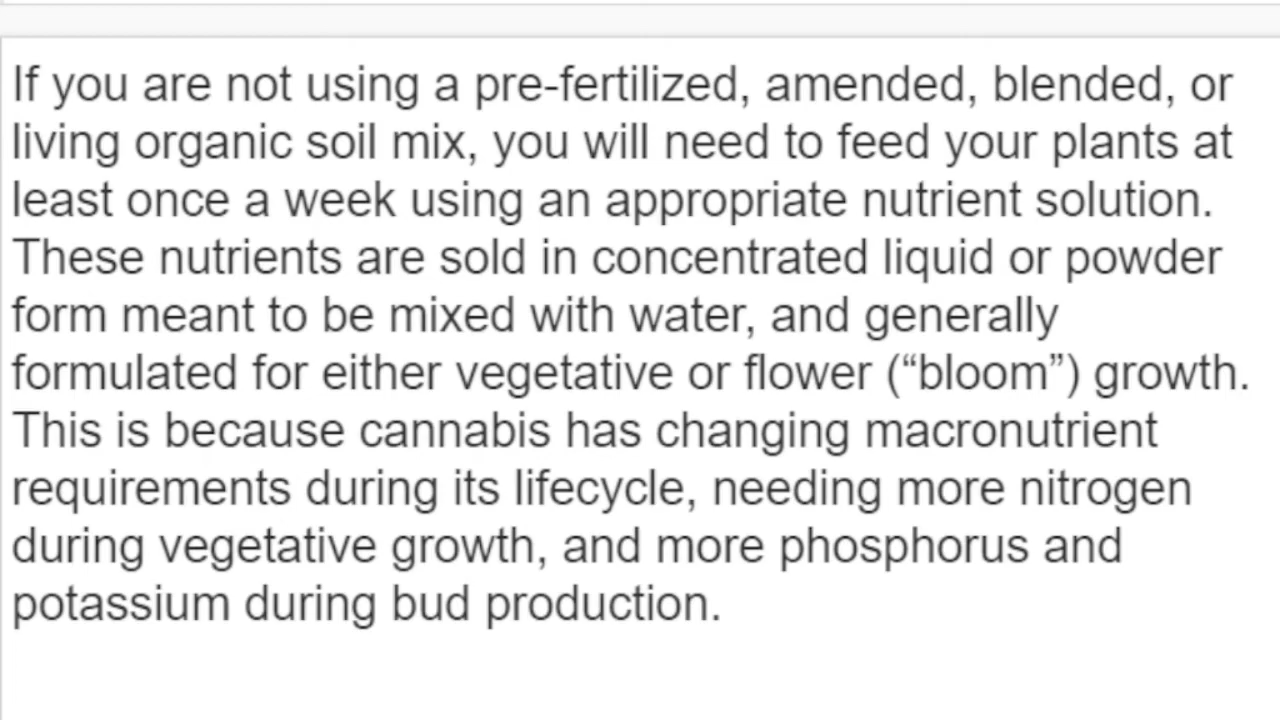 If you are not using a pre-fertilized, amended, blended, or
living organic soil mix, you will need to feed your plants at
least once a week using an appropriate nutrient solution.
These nutrients are sold in concentrated liquid or powder
form meant to be mixed with water, and generally
formulated for either vegetative or flower (“bloom”) growth.
This is because cannabis has changing macronutrient
requirements during its lifecycle, needing more nitrogen
during vegetative growth, and more phosphorus and
potassium during bud production.